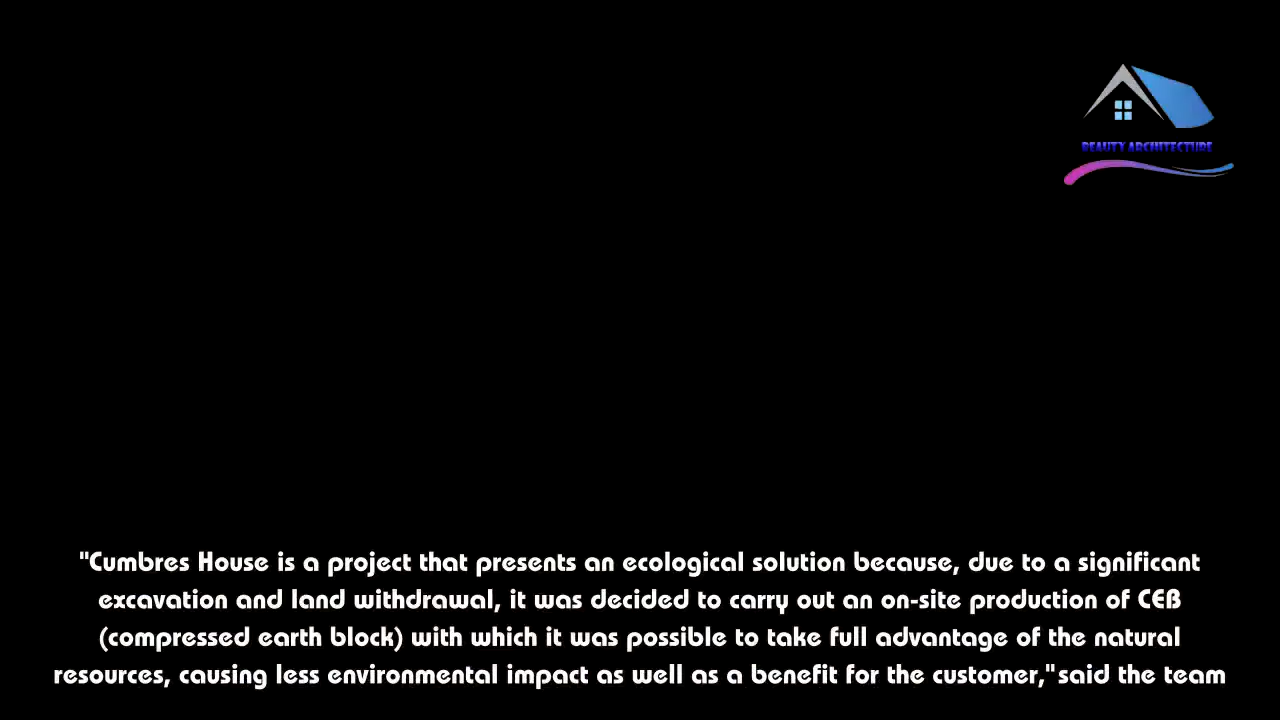 BEAUTY ARCHITECTURE
"Cumbres House is a project that presents an ecological solution because, due to a significant
excavation and land withdrawal, it was decided to carry out an on-site production of CEB
(compressed earth block) with which it was possible to take full advantage of the natural
resources, causing less environmental impact as well as a benefit for the customer,"said the team